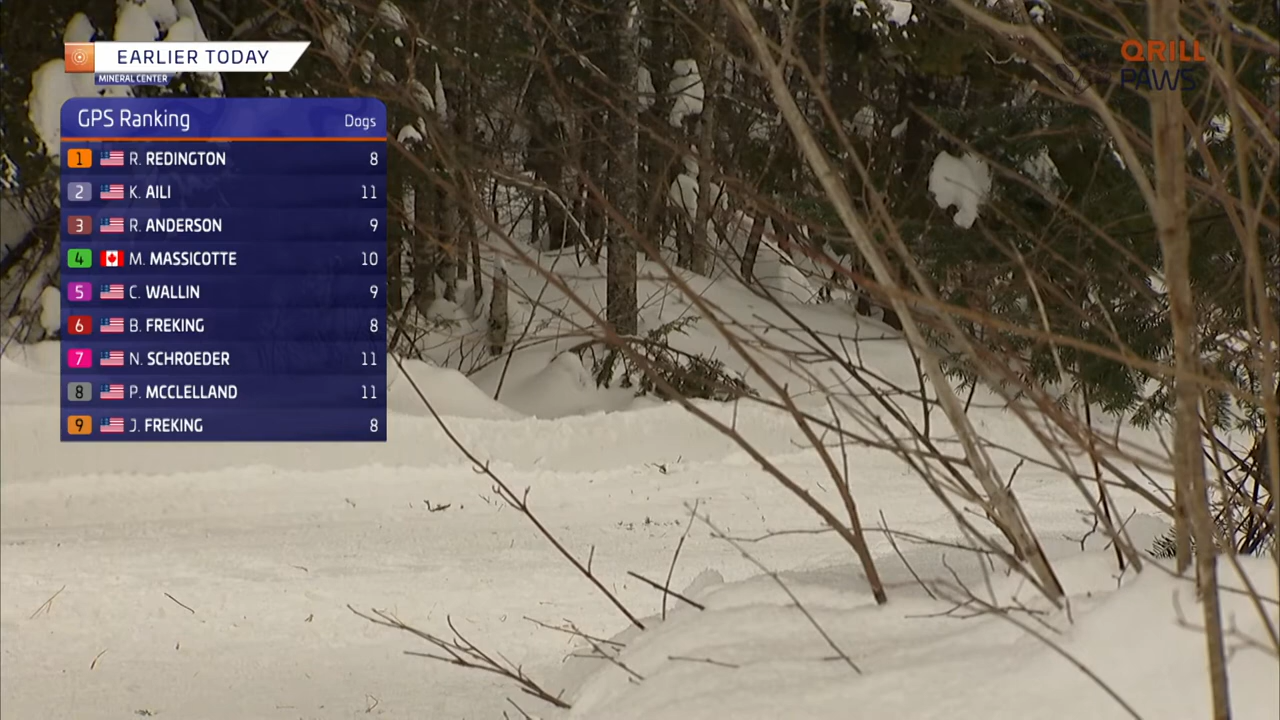 EARLIER TODAY
MINERAL CENTER
QRILL
PAWS
GPS Ranking Dogs
1 R. REDINGTON 8
2 K. AILI 11
3 R. ANDERSON 9
4 M. MASSICOTTE 10
5 C. WALLIN 9
6 B. FREKING 8
7 N. SCHROEDER 11
8 P. MCCLELLAND 11
9 J. FREKING 8